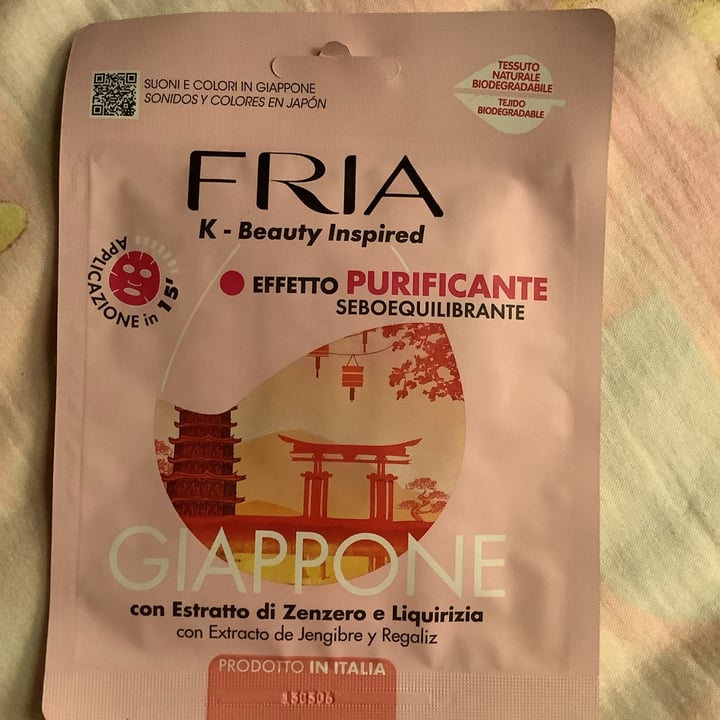 SUONI E COLORI IN GIAPPONE
SONIDOS Y COLORES EN JAPÓN
TESSUTO
NATURALE
BIODEGRADABILE
TEJIDO
BIODEGRADABLE
FRIA
K - Beauty Inspired
APPLICAZIONE in 15'
EFFETTO PURIFICANTE
SEBOEQUILIBRANTE
GIAPPONE
con Estratto di Zenzero e Liquirizia
con Extracto de Jengibre y Regaliz
PRODOTTO IN ITALIA